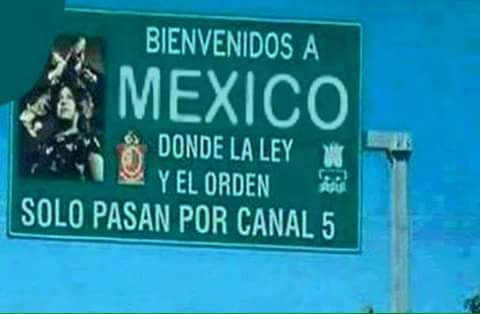 BIENVENIDOS A
MEXICO
DONDE LA LEY
Y EL ORDEN
SOLO PASAN POR CANAL 5